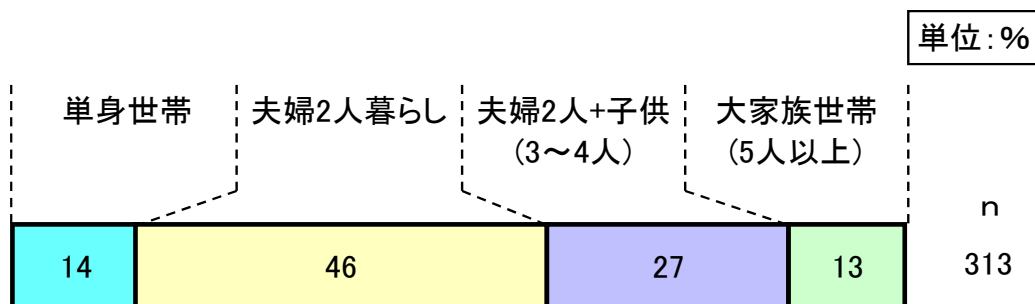 単位:%
単身世帯
夫婦2人暮らし
夫婦2人+子供
(3～4人)
大家族世帯
(5人以上)
n
14
46
27
13
313